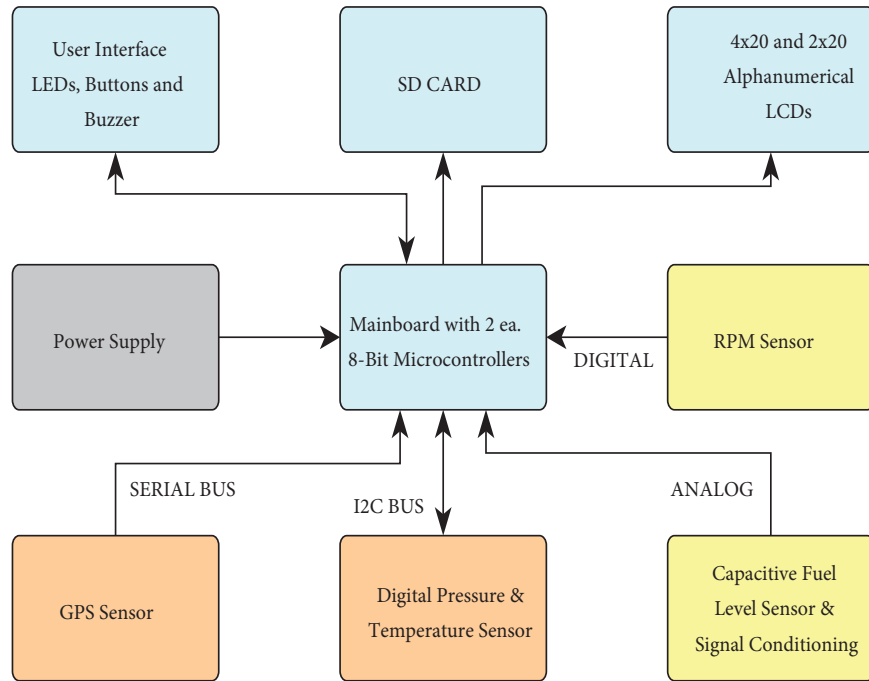 User Interface
LEDs, Buttons and
Buzzer
SD CARD
4x20 and 2x20
Alphanumerical
LCDs
Power Supply
Mainboard with 2 ea.
8-Bit Microcontrollers
DIGITAL
RPM Sensor
SERIAL BUS
I2C BUS
ANALOG
GPS Sensor
Digital Pressure &
Temperature Sensor
Capacitive Fuel
Level Sensor &
Signal Conditioning